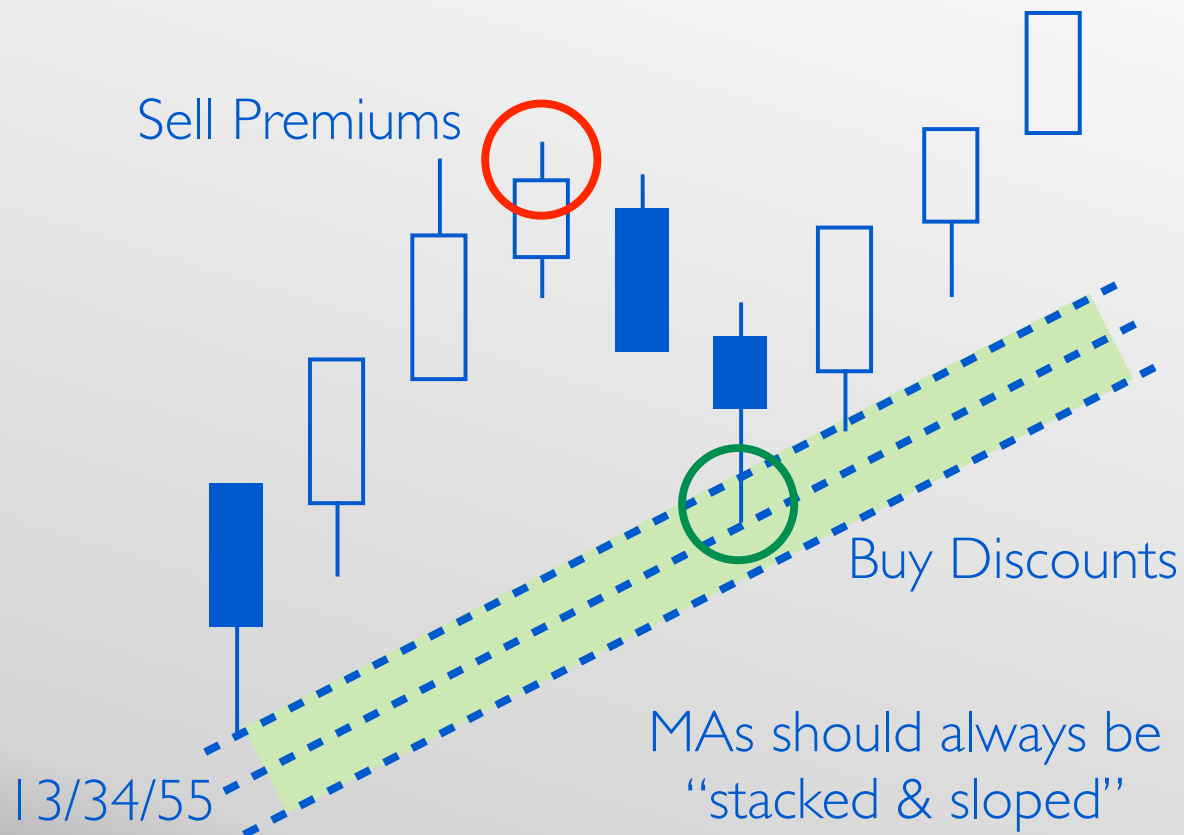 Sell Premiums
Buy Discounts
MAs should always be
“stacked & sloped”
13/34/55